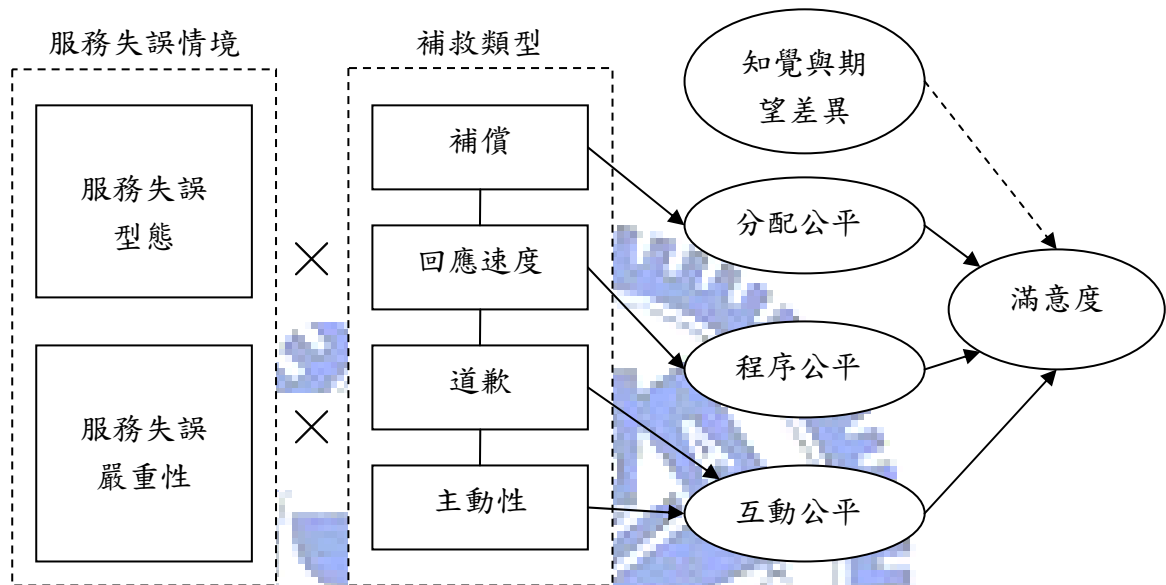 服務失誤情境
服務失誤
型態
×
服務失誤
嚴重性
×
補救類型
補償
回應速度
道歉
主動性
知覺與期
望差異
分配公平
程序公平
互動公平
滿意度